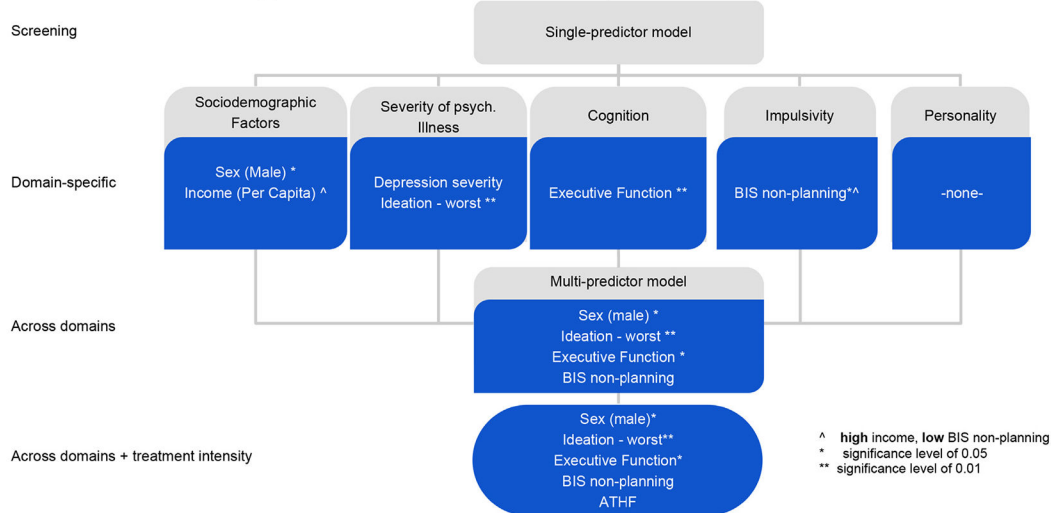 Screening
Single-predictor model
Sociodemographic
Factors
Severity of psych.
Illness
Cognition
Impulsivity
Personality
Domain-specific
Sex (Male) *
Income (Per Capita) ^
Depression severity
Ideation - worst **
Executive Function **
BIS non-planning*^
-none-
Multi-predictor model
Across domains
Sex (male) *
Ideation - worst **
Executive Function *
BIS non-planning
Across domains + treatment intensity
Sex (male)*
Ideation - worst**
Executive Function*
BIS non-planning
ATHF
^ high income, low BIS non-planning
* significance level of 0.05
** significance level of 0.01